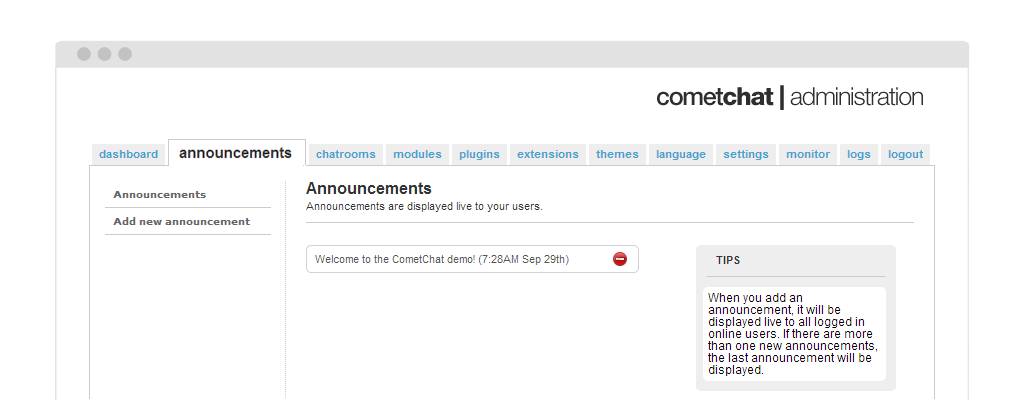 cometchat | administration
dashboard announcements chatrooms modules plugins extensions themes language settings monitor logs logout
Announcements
Add new announcement
Announcements
Announcements are displayed live to your users.
Welcome to the CometChat demo! (7:28AM Sep 29th)
TIPS
When you add an
announcement, it will be
displayed live to all logged in
online users. If there are more
than one new announcements,
the last announcement will be
displayed.